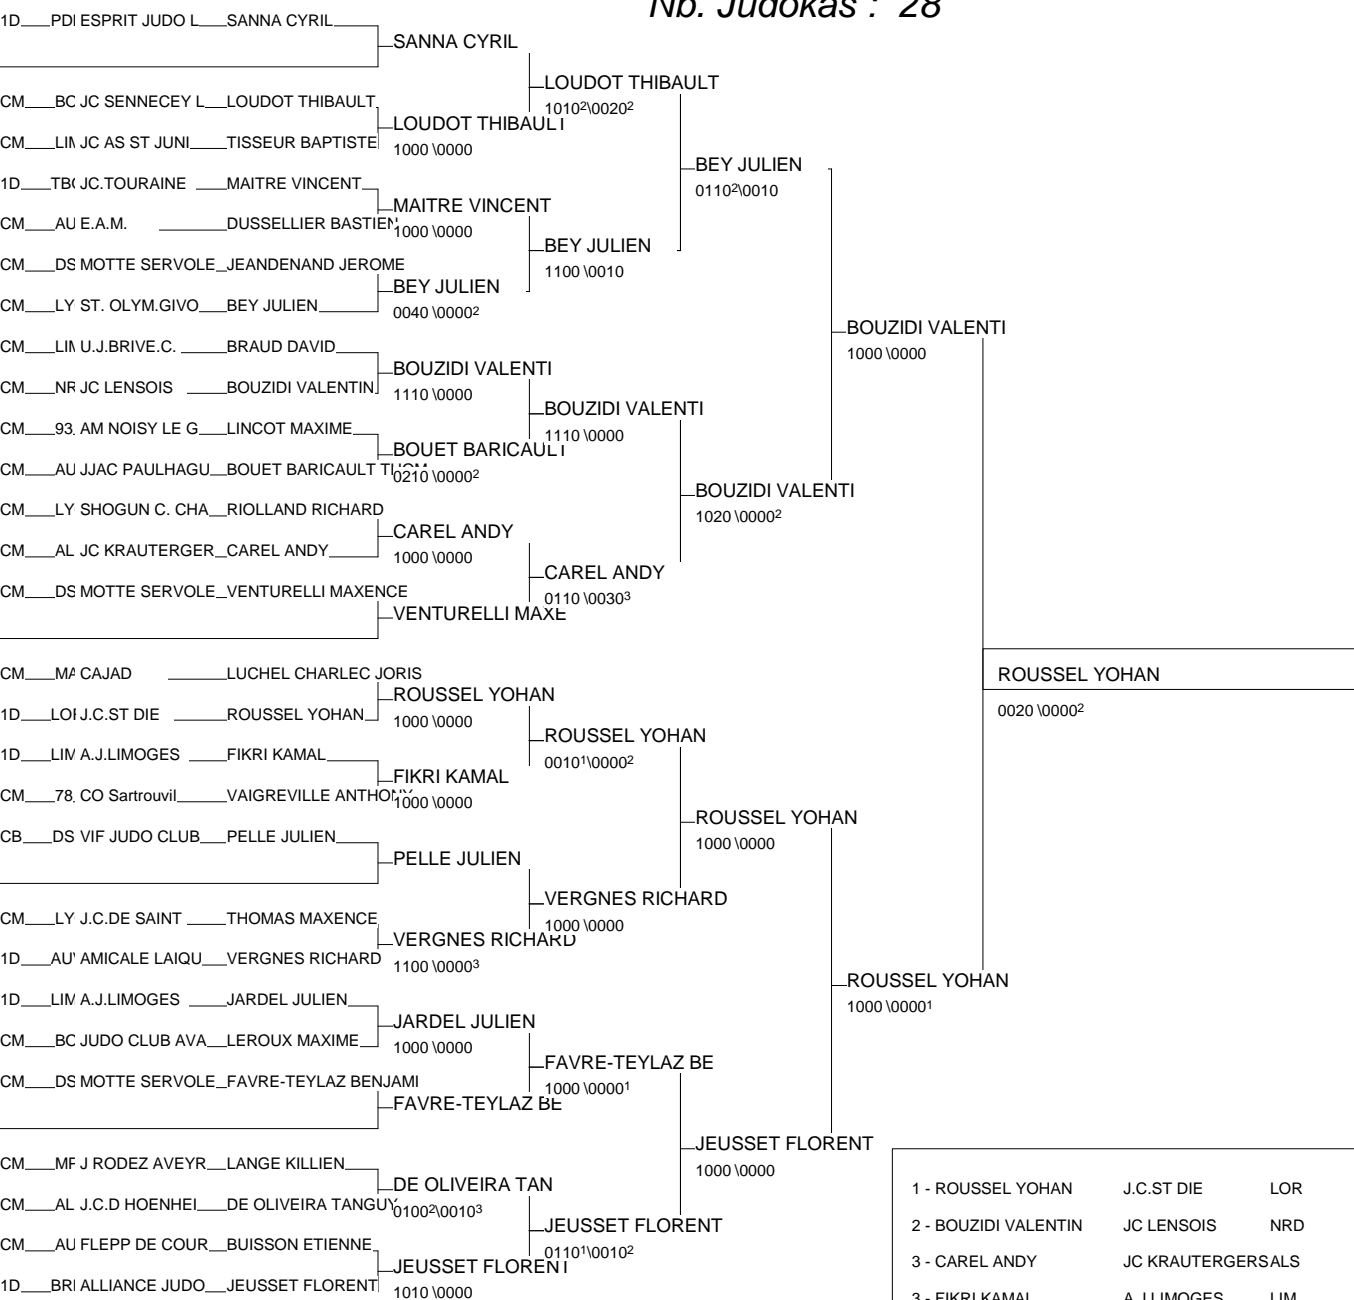 Nb. Judokas : 28
1D PDI ESPRIT JUDO L SANNA CYRIL
SANNA CYRIL
LOUDOT THIBAULT
1010²\0020²
CM BO JC SENNECEY L LOUDOT THIBAULT
LOUDOT THIBAULT
1000 \0000
CM LIM JC AS ST JUNI TISSEUR BAPTISTE
BEY JULIEN
0110²\0010
1D TBO JC.TOURAINE MAITRE VINCENT
MAITRE VINCENT
1000 \0000
CM AU E.A.M. DUSSELLIER BASTIEN
BEY JULIEN
1100 \0010
CM DS MOTTE SERVOLE JEANDENAND JEROME
BEY JULIEN
0040 \0000²
CM LY ST. OLYM.GIVO BEY JULIEN
BOUZIDI VALENTI
1000 \0000
CM LIM U.J.BRIVE.C. BRAUD DAVID
BOUZIDI VALENTI
1110 \0000
CM NR JC LENSOIS BOUZIDI VALENTIN
BOUZIDI VALENTI
1110 \0000
CM 93 AM NOISY LE G LINCOT MAXIME
BOUET BARICAULT
0210 \0000²
CM AU JJAC PAULHAGU BOUET BARICAULT THOM
BOUZIDI VALENTI
1020 \0000²
CM LY SHOGUN C. CHA RIOLLAND RICHARD
CAREL ANDY
1000 \0000
CM AL JC KRAUTERGER CAREL ANDY
CAREL ANDY
0110 \0030³
CM DS MOTTE SERVOLE VENTURELLI MAXENCE
VENTURELLI MAXE
ROUSSEL YOHAN
0020 \0000²
CM MA CAJAD LUCHEL CHARLEC JORIS
ROUSSEL YOHAN
1000 \0000
1D LOI J.C.ST DIE ROUSSEL YOHAN
ROUSSEL YOHAN
0010¹\0000²
1D LIM A.J.LIMOGES FIKRI KAMAL
FIKRI KAMAL
1000 \0000
CM 78 CO Sartrouvil VAIGREVILLE ANTHONY
ROUSSEL YOHAN
1000 \0000
CB DS VIF JUDO CLUB PELLE JULIEN
PELLE JULIEN
VERGNES RICHARD
1000 \0000
CM LY J.C.DE SAINT THOMAS MAXENCE
VERGNES RICHARD
1100 \0000³
1D AU AMICALE LAIQU VERGNES RICHARD
ROUSSEL YOHAN
1000 \0000¹
1D LIM A.J.LIMOGES JARDEL JULIEN
JARDEL JULIEN
1000 \0000
CM BO JUDO CLUB AVA LEROUX MAXIME
FAVRE-TEYLAZ BE
1000 \0000¹
CM DS MOTTE SERVOLE FAVRE-TEYLAZ BENJAMI
FAVRE-TEYLAZ BE
JEUSSET FLORENT
1000 \0000
CM MP J RODEZ AVEYR LANGE KILLIEN
DE OLIVEIRA TAN
0100²\0010³
CM AL J.C.D HOENHEI DE OLIVEIRA TANGUY
JEUSSET FLORENT
0110¹\0010²
CM AU FLEPP DE COUR BUISSON ETIENNE
JEUSSET FLORENT
1010 \0000
1D BRI ALLIANCE JUDO JEUSSET FLORENT
1 - ROUSSEL YOHAN J.C.ST DIE LOR
2 - BOUZIDI VALENTIN JC LENSOIS NRD
3 - CAREL ANDY JC KRAUTERGERS ALS
3 - FIKRI KAMAL A.J.LIMOGES LIM